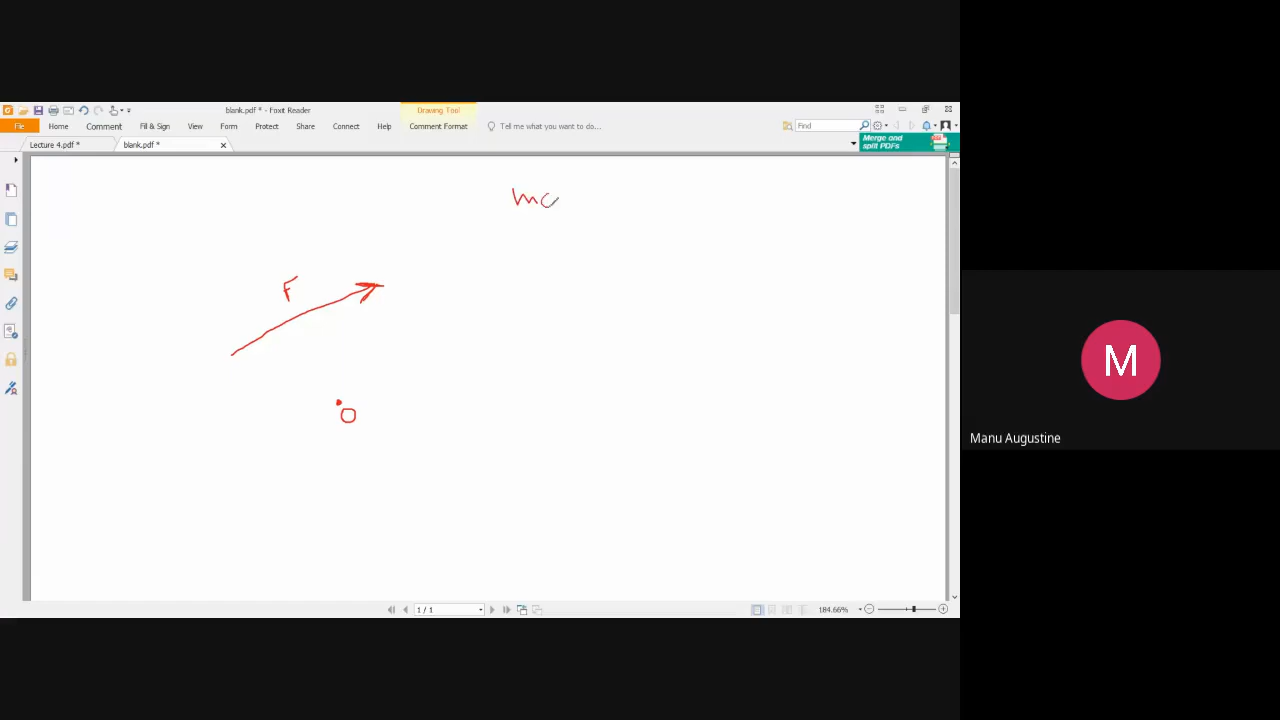 blank.pdf * - Foxit Reader
Drawing Tool
File Home Comment Fill & Sign View Form Protect Share Connect Help Comment Format Tell me what you want to do... Find
Lecture 4.pdf * blank.pdf *
Merge and split PDFs
mo
F
O
1 / 1
184.66%
M
Manu Augustine